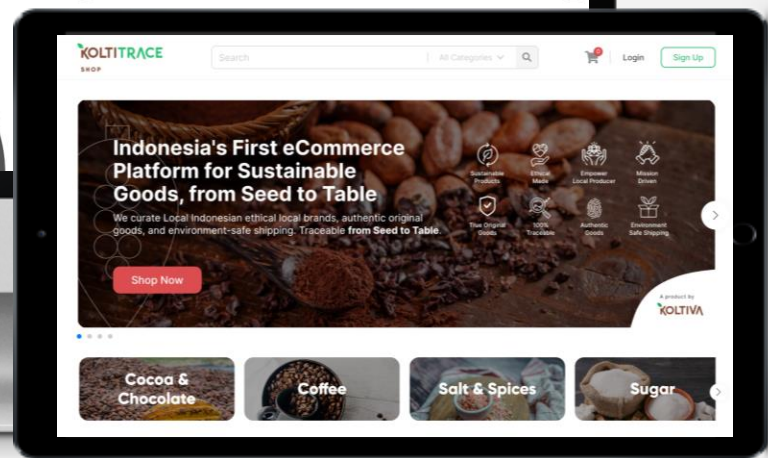 KOLTITRACE
SHOP
Search
All Categories
Login
Sign Up
Indonesia's First eCommerce
Platform for Sustainable
Goods, from Seed to Table
We curate Local Indonesian ethical local brands, authentic original
goods, and environment-safe shipping. Traceable from Seed to Table.
Shop Now
Sustainable
Products
Ethical
Made
Empower
Local Producer
Mission
Driven
True Original
Goods
100%
Traceable
Authentic
Goods
Environment
Safe Shipping
A product by
KOLTIVA
Cocoa &
Chocolate
Coffee
Salt & Spices
Sugar